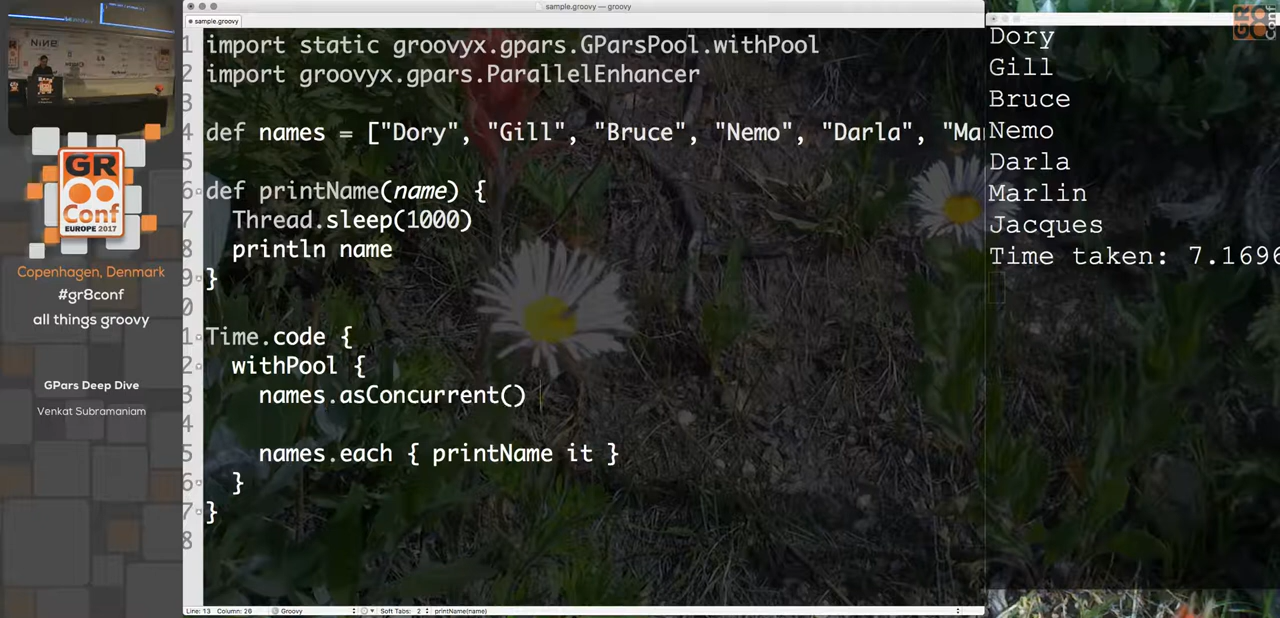 GR
Conf
EUROPE 2017
Copenhagen, Denmark
#gr8conf
all things groovy
GPars Deep Dive
Venkat Subramaniam
sample.groovy — groovy
sample.groovy
1 import static groovyx.gpars.GParsPool.withPool
2 import groovyx.gpars.ParallelEnhancer
3
4 def names = ["Dory", "Gill", "Bruce", "Nemo", "Darla", "Ma
5
6 def printName(name) {
7 Thread.sleep(1000)
8 println name
9 }
0
1 Time.code {
2 withPool {
3 names.asConcurrent()
4
5 names.each { printName it }
6 }
7 }
8
Line: 13 Column: 26 Groovy Soft Tabs: 2 printName(name)
Dory
Gill
Bruce
Nemo
Darla
Marlin
Jacques
Time taken: 7.1696
GR
Conf